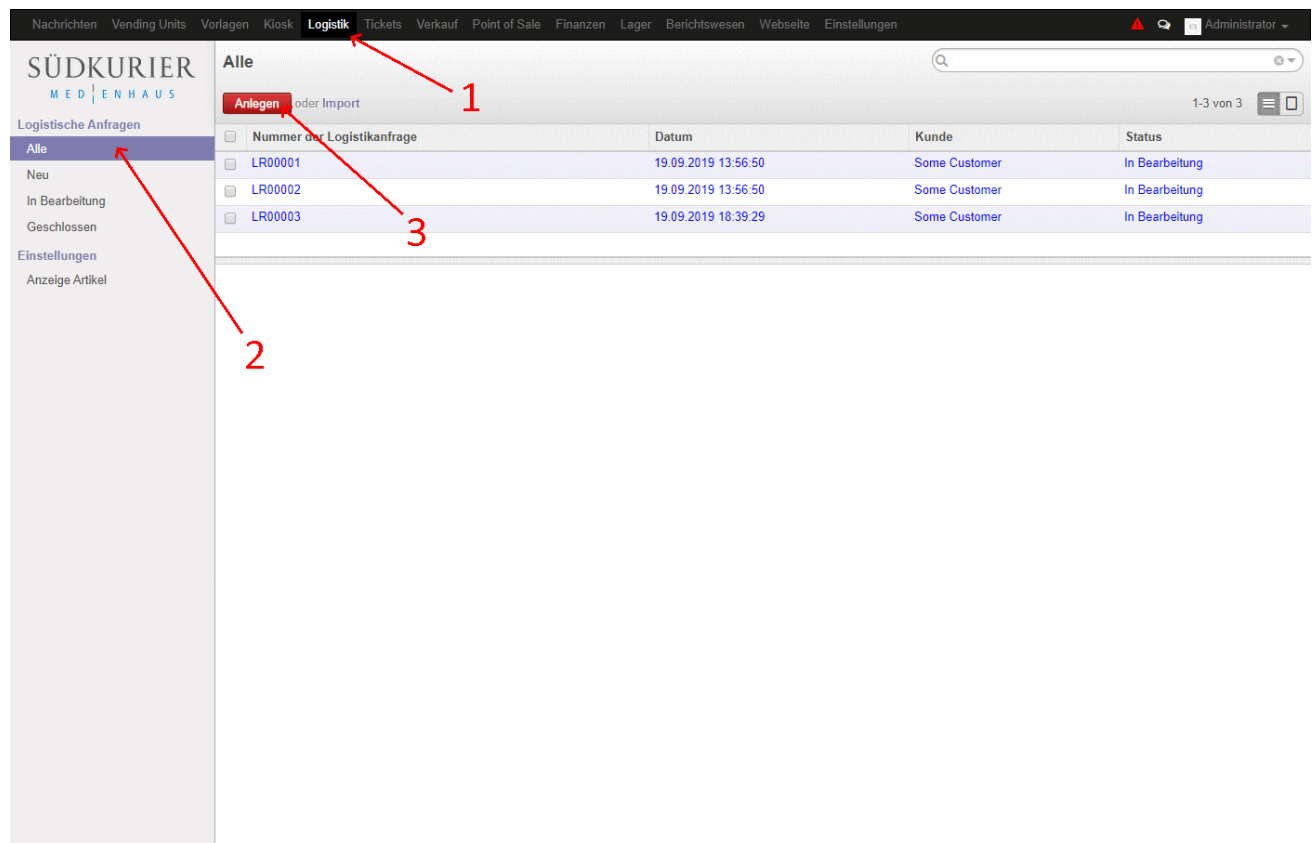 Nachrichten Vending Units Vorlagen Kiosk Logistik Tickets Verkauf Point of Sale Finanzen Lager Berichtswesen Webseite Einstellungen Administrator
SÜDKURIER
MEDIENHAUS
Logistische Anfragen
Alle
Neu
In Bearbeitung
Geschlossen
Einstellungen
Anzeige Artikel
Alle
Anlegen oder Import
1-3 von 3
Nummer der Logistikanfrage Datum Kunde Status
LR00001 19.09.2019 13:56:50 Some Customer In Bearbeitung
LR00002 19.09.2019 13:56:50 Some Customer In Bearbeitung
LR00003 19.09.2019 18:39:29 Some Customer In Bearbeitung
1
3
2